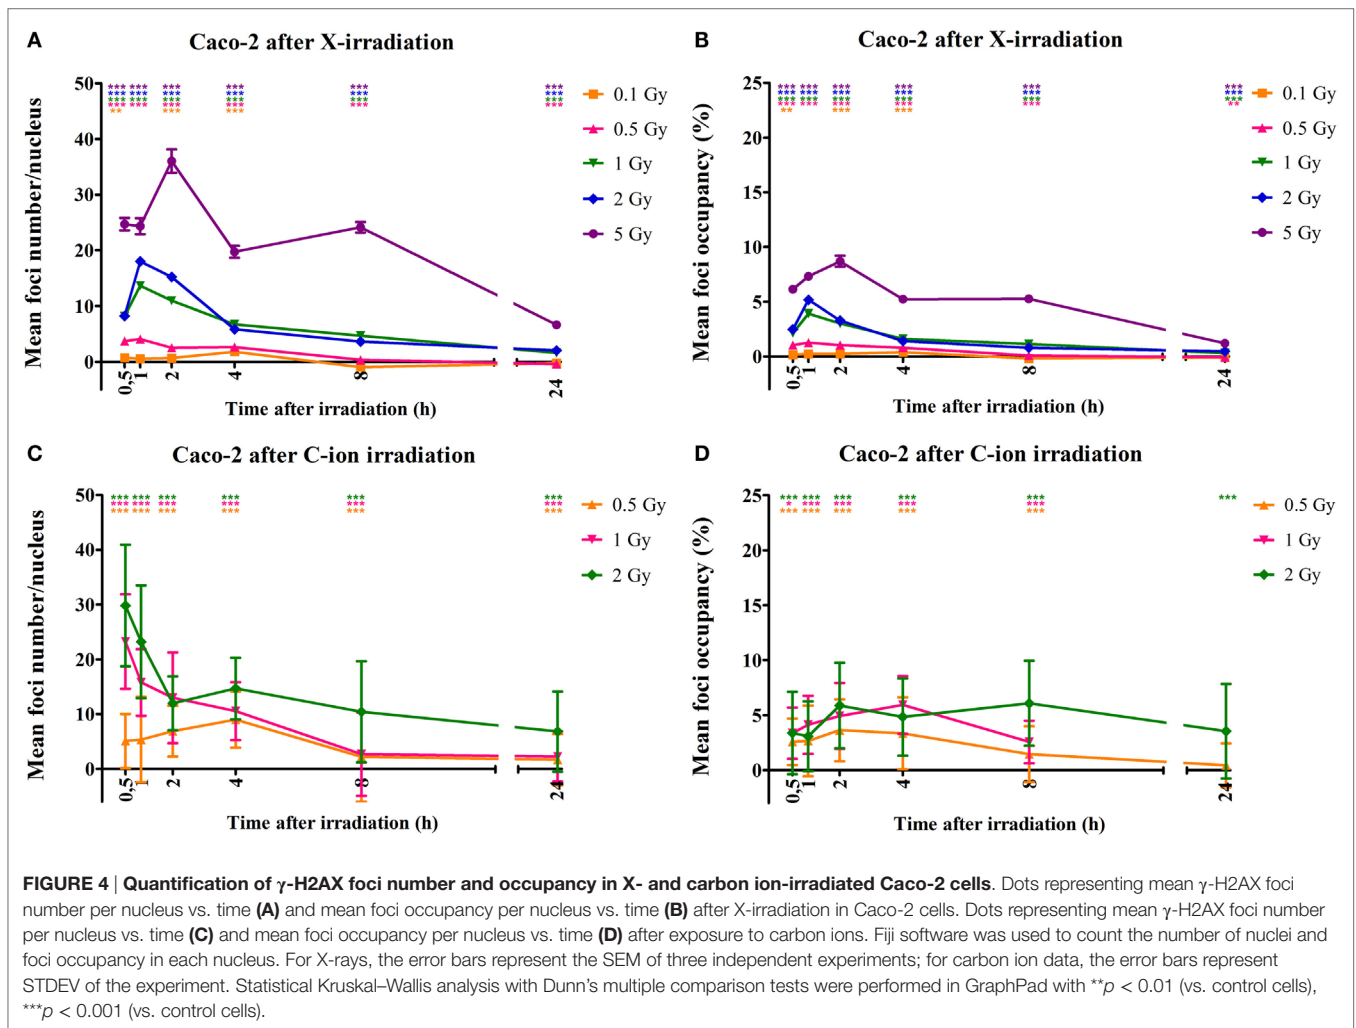 A
Caco-2 after X-irradiation
Mean foci number/nucleus
50
40
30
20
10
0
*** *** *** *** *** ***
*** *** *** *** *** ***
*** *** *** *** *** ***
*** *** *** *** *** ***
** *** ***
0.1 Gy
0.5 Gy
1 Gy
2 Gy
5 Gy
0,5 1 2 4 8 24
Time after irradiation (h)
B
Caco-2 after X-irradiation
Mean foci occupancy (%)
25
20
15
10
5
0
*** *** *** *** *** ***
*** *** *** *** *** ***
*** *** *** *** *** ***
*** *** *** *** *** **
** *** ***
0.1 Gy
0.5 Gy
1 Gy
2 Gy
5 Gy
0,5 1 2 4 8 24
Time after irradiation (h)
C
Caco-2 after C-ion irradiation
Mean foci number/nucleus
50
40
30
20
10
0
*** *** *** *** *** ***
*** *** *** *** *** ***
*** *** *** *** *** ***
0.5 Gy
1 Gy
2 Gy
0,5 1 2 4 8 24
Time after irradiation (h)
D
Caco-2 after C-ion irradiation
Mean foci occupancy (%)
25
20
15
10
5
0
*** *** *** *** *** ***
* *** *** *** ***
*** *** *** *** ***
0.5 Gy
1 Gy
2 Gy
0,5 1 2 4 8 24
Time after irradiation (h)
FIGURE 4 | Quantification of γ-H2AX foci number and occupancy in X- and carbon ion-irradiated Caco-2 cells. Dots representing mean γ-H2AX foci
number per nucleus vs. time (A) and mean foci occupancy per nucleus vs. time (B) after X-irradiation in Caco-2 cells. Dots representing mean γ-H2AX foci number
per nucleus vs. time (C) and mean foci occupancy per nucleus vs. time (D) after exposure to carbon ions. Fiji software was used to count the number of nuclei and
foci occupancy in each nucleus. For X-rays, the error bars represent the SEM of three independent experiments; for carbon ion data, the error bars represent
STDEV of the experiment. Statistical Kruskal–Wallis analysis with Dunn's multiple comparison tests were performed in GraphPad with **p < 0.01 (vs. control cells),
***p < 0.001 (vs. control cells).